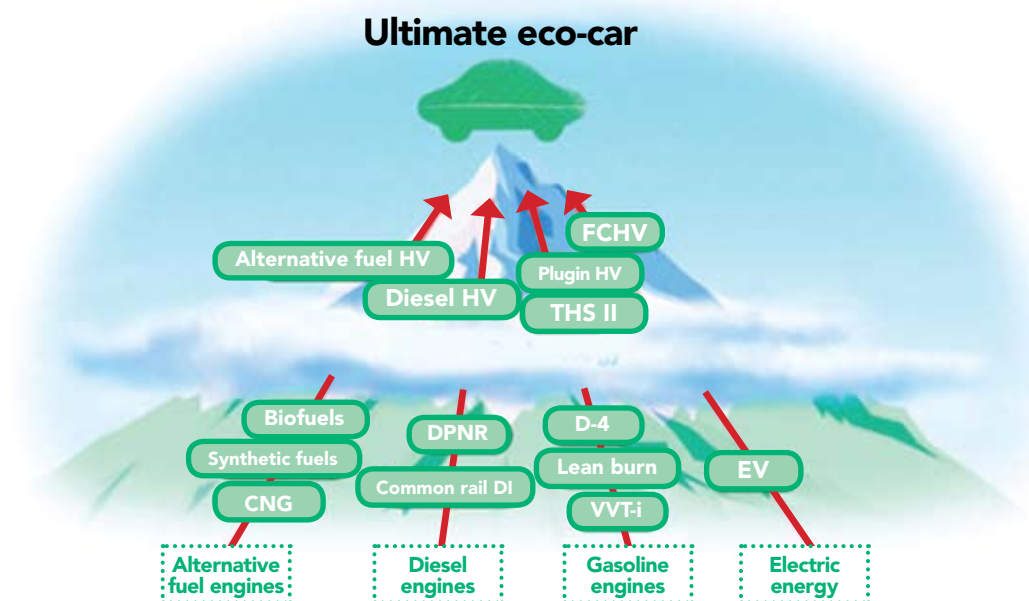 Ultimate eco-car
FCHV
Alternative fuel HV
Plugin HV
Diesel HV
THS II
Biofuels
DPNR
D-4
Synthetic fuels
Common rail DI
Lean burn
EV
CNG
VVT-i
Alternative
fuel engines
Diesel
engines
Gasoline
engines
Electric
energy